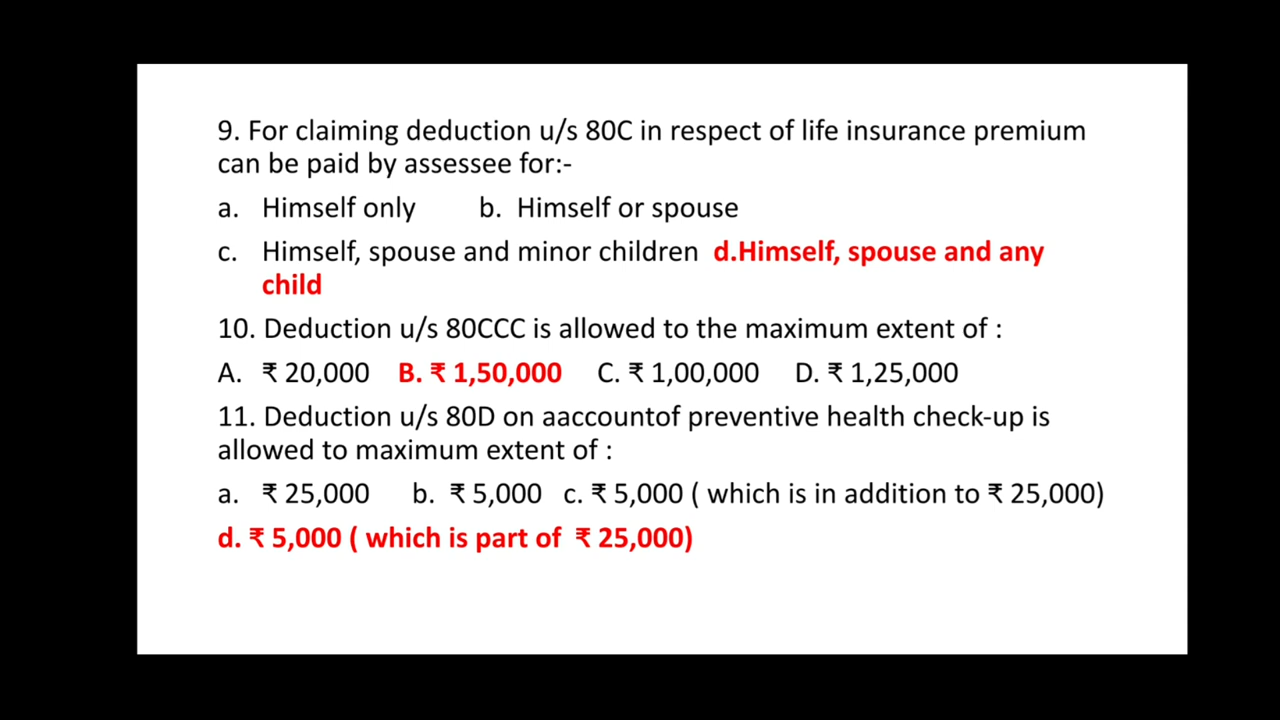 9. For claiming deduction u/s 80C in respect of life insurance premium
can be paid by assessee for:-
a. Himself only b. Himself or spouse
c. Himself, spouse and minor children d.Himself, spouse and any
child
10. Deduction u/s 80CCC is allowed to the maximum extent of :
A. ₹ 20,000 B. ₹ 1,50,000 C. ₹ 1,00,000 D. ₹ 1,25,000
11. Deduction u/s 80D on aaccountof preventive health check-up is
allowed to maximum extent of :
a. ₹ 25,000 b. ₹ 5,000 c. ₹ 5,000 ( which is in addition to ₹ 25,000)
d. ₹ 5,000 ( which is part of ₹ 25,000)